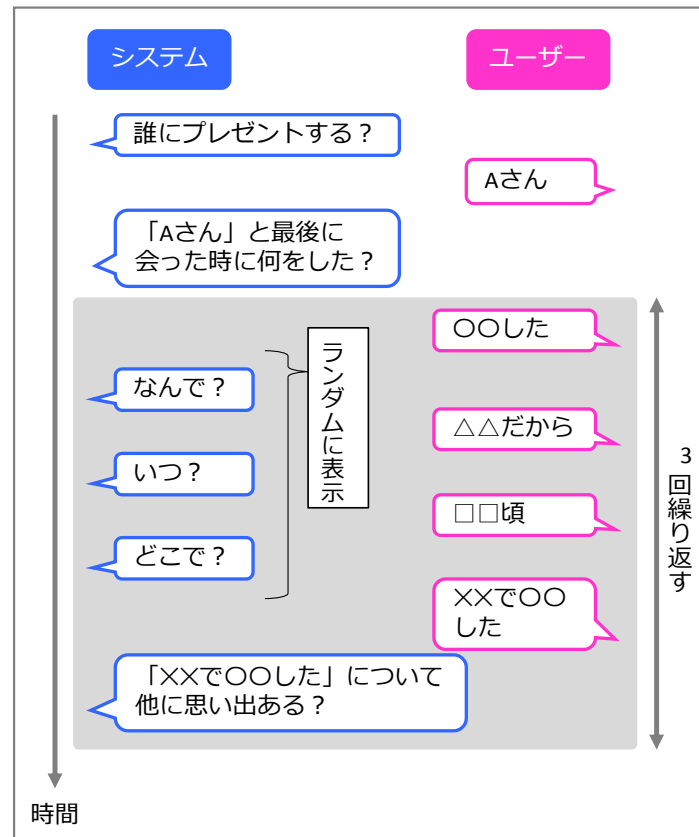 システム
ユーザー
誰にプレゼントする？
Aさん
「Aさん」と最後に
会った時に何をした？
〇〇した
ランダムに表示
なんで？
△△だから
いつ？
□□頃
どこで？
××で〇〇
した
「××で〇〇した」について
他に思い出ある？
3回繰り返す
時間